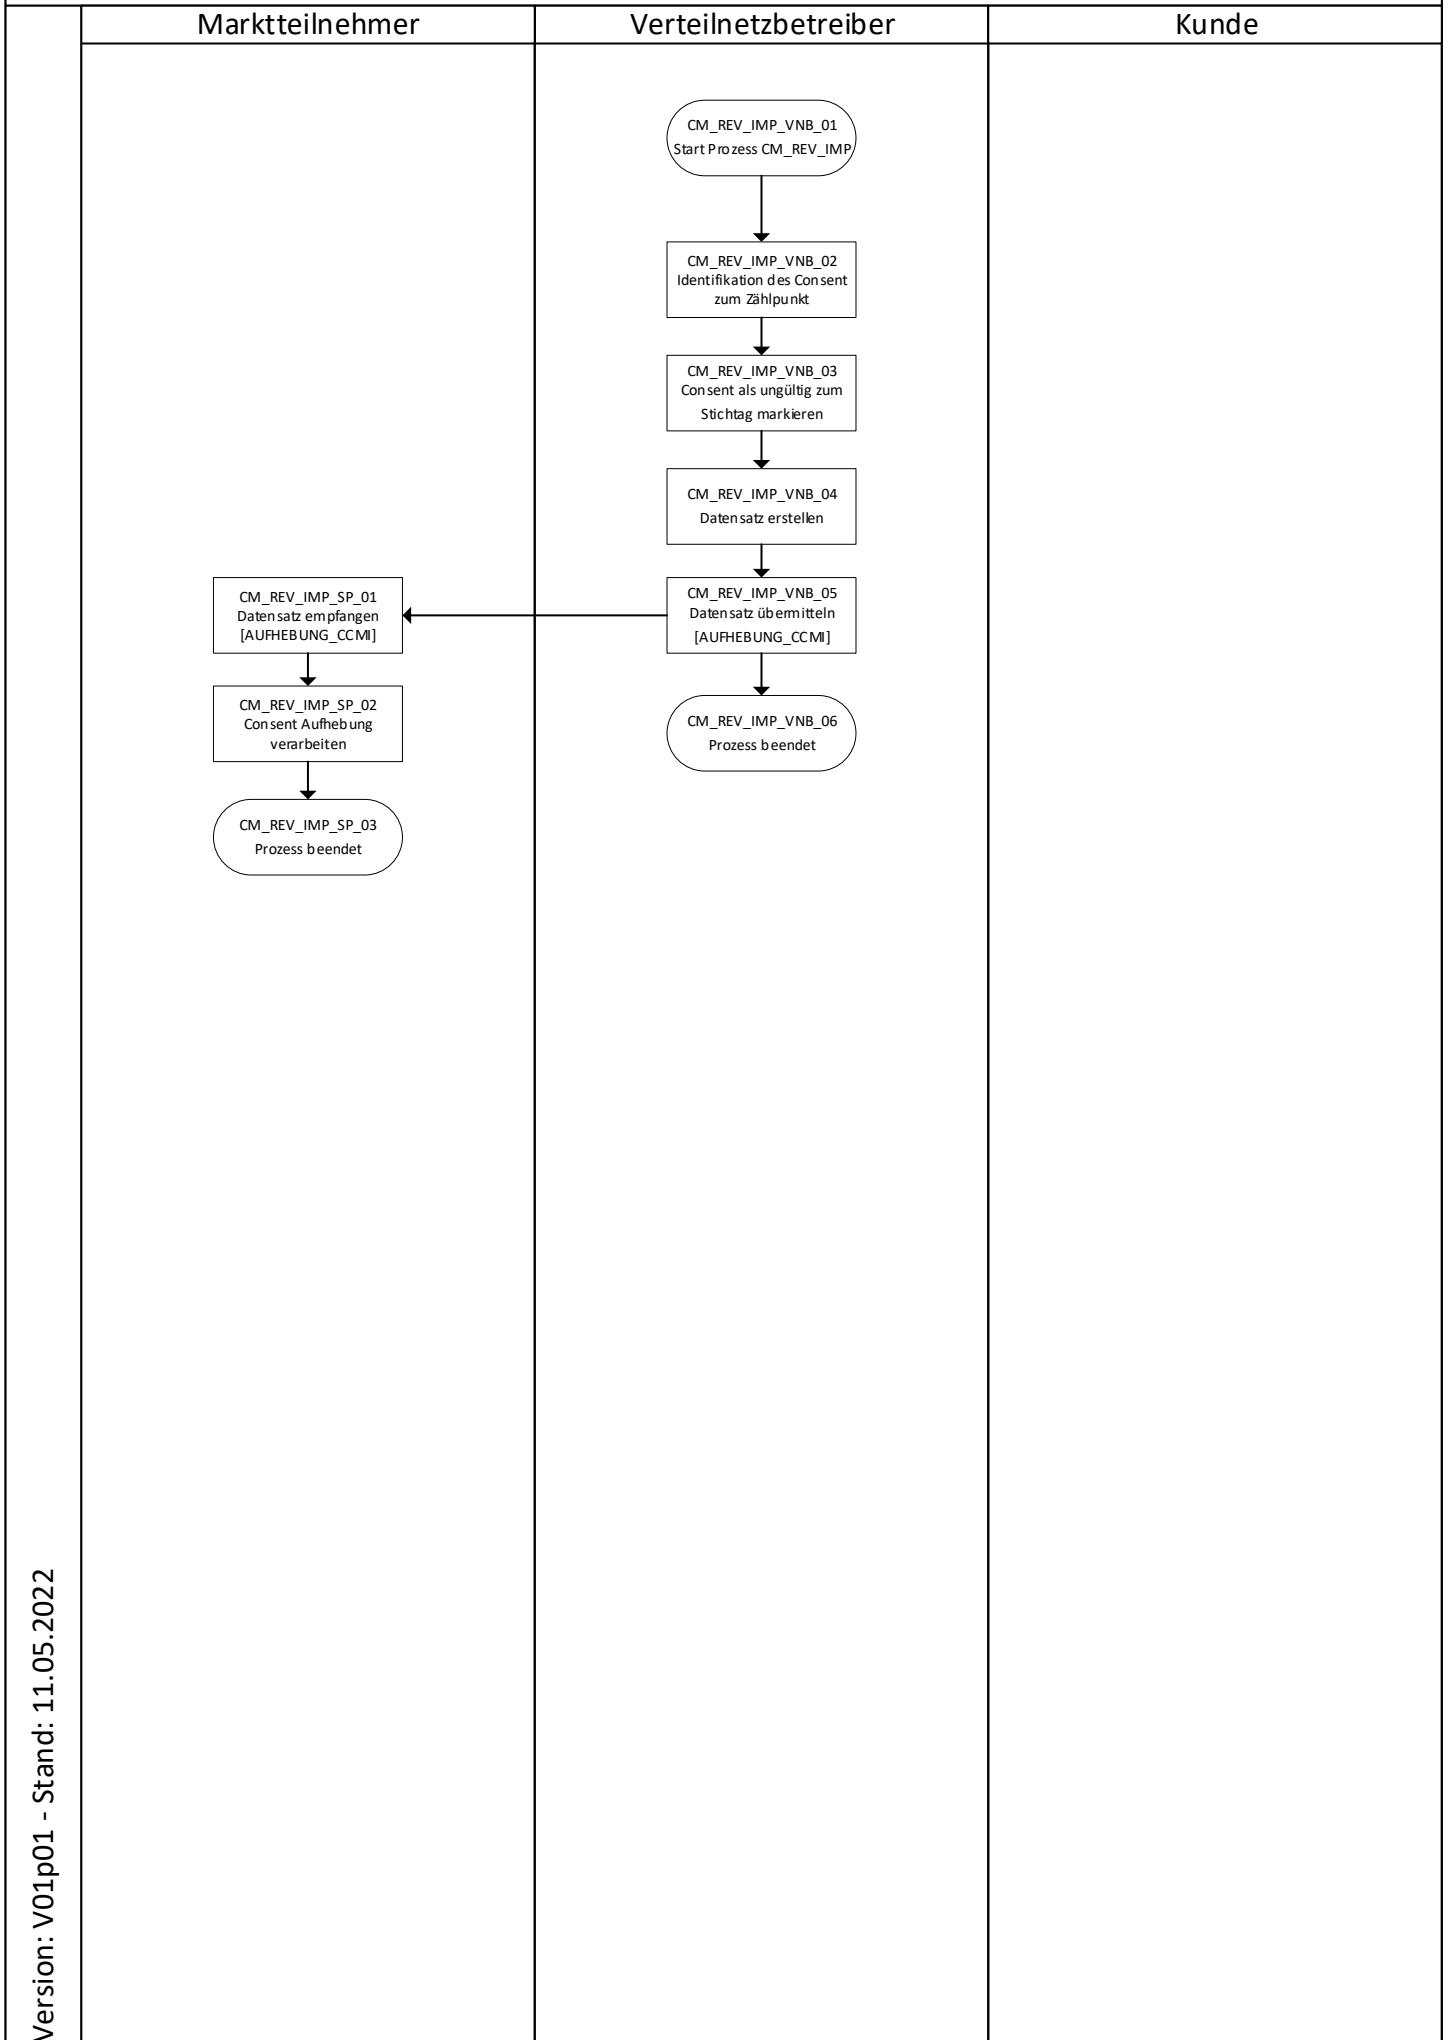 Marktteilnehmer
Verteilnetzbetreiber
Kunde
CM_REV_IMP_VNB_01
Start Prozess CM_REV_IMP
CM_REV_IMP_VNB_02
Identifikation des Consent
zum Zählpunkt
CM_REV_IMP_VNB_03
Consent als ungültig zum
Stichtag markieren
CM_REV_IMP_VNB_04
Datensatz erstellen
CM_REV_IMP_SP_01
Datensatz empfangen
[AUFHEBUNG_CCMI]
CM_REV_IMP_VNB_05
Datensatz übermitteln
[AUFHEBUNG_CCMI]
CM_REV_IMP_SP_02
Consent Aufhebung
verarbeiten
CM_REV_IMP_VNB_06
Prozess beendet
CM_REV_IMP_SP_03
Prozess beendet
Version: V01p01 - Stand: 11.05.2022